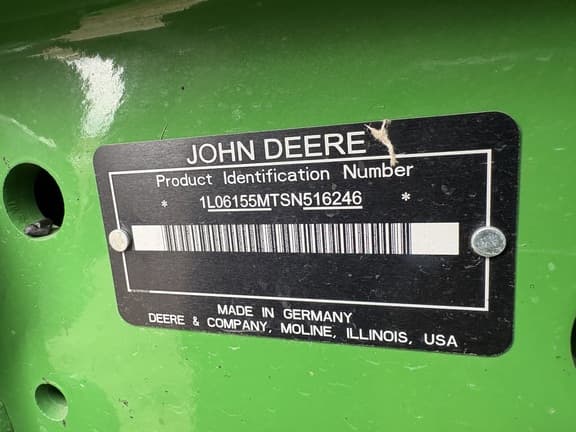 JOHN DEERE
Product Identification Number
* 1L06155MTSN516246 *
MADE IN GERMANY
DEERE & COMPANY, MOLINE, ILLINOIS, USA